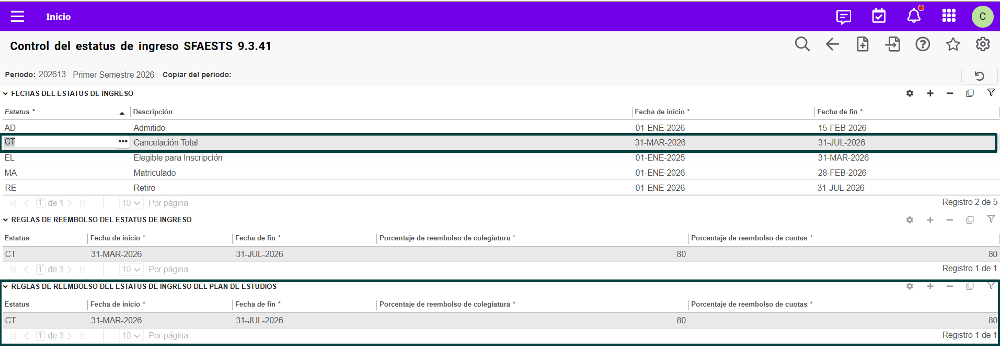 Inicio
C
Control del estatus de ingreso SFAESTS 9.3.41
Periodo: 202613 Primer Semestre 2026 Copiar del periodo:
FECHAS DEL ESTATUS DE INGRESO
Estatus * Descripción Fecha de inicio * Fecha de fin *
AD Admitido 01-ENE-2026 15-FEB-2026
CT ••• Cancelación Total 31-MAR-2026 31-JUL-2026
EL Elegible para Inscripción 01-ENE-2025 31-MAR-2026
MA Matriculado 01-ENE-2026 28-FEB-2026
RE Retiro 01-ENE-2026 31-JUL-2026
1 de 1 10 Por página Registro 2 de 5
REGLAS DE REEMBOLSO DEL ESTATUS DE INGRESO
Estatus Fecha de inicio * Fecha de fin * Porcentaje de reembolso de colegiatura * Porcentaje de reembolso de cuotas *
CT 31-MAR-2026 31-JUL-2026 80 80
1 de 1 10 Por página Registro 1 de 1
REGLAS DE REEMBOLSO DEL ESTATUS DE INGRESO DEL PLAN DE ESTUDIOS
Estatus Fecha de inicio * Fecha de fin * Porcentaje de reembolso de colegiatura * Porcentaje de reembolso de cuotas *
CT 31-MAR-2026 31-JUL-2026 80 80
1 de 1 10 Por página Registro 1 de 1